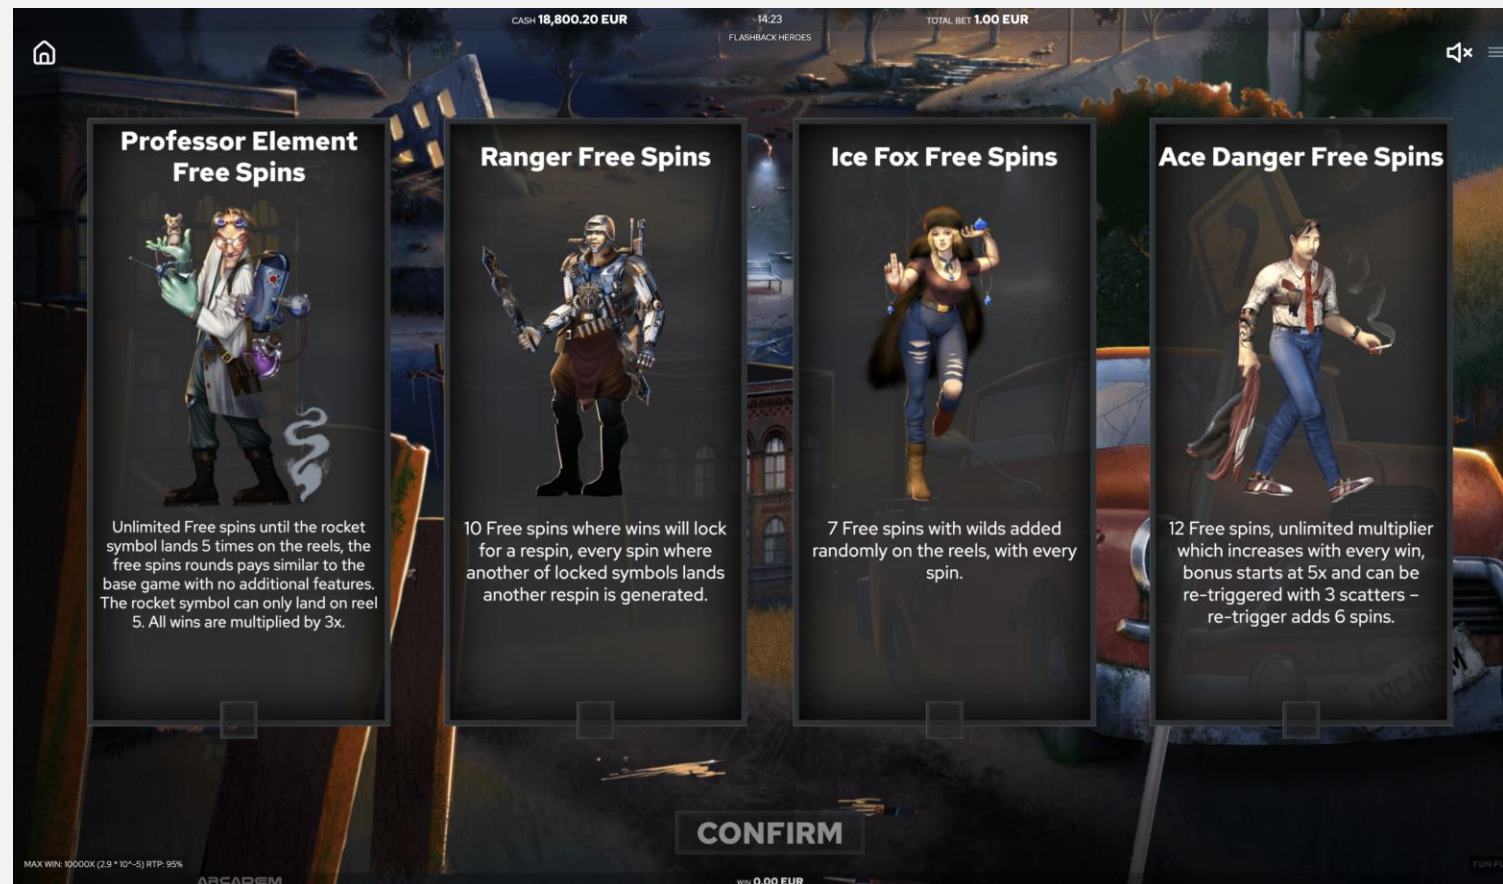 CASH 18,800.20 EUR
14:23
TOTAL BET 1.00 EUR
FLASHBACK HEROES
Professor Element
Free Spins
Unlimited Free spins until the rocket
symbol lands 5 times on the reels, the
free spins rounds pays similar to the
base game with no additional features.
The rocket symbol can only land on reel
5. All wins are multiplied by 3x.
Ranger Free Spins
10 Free spins where wins will lock
for a respin, every spin where
another of locked symbols lands
another respin is generated.
Ice Fox Free Spins
7 Free spins with wilds added
randomly on the reels, with every
spin.
Ace Danger Free Spins
12 Free spins, unlimited multiplier
which increases with every win,
bonus starts at 5x and can be
re-triggered with 3 scatters –
re-trigger adds 6 spins.
ARCADEM
CONFIRM
MAX WIN: 10000X (2.9 * 10^-5) RTP: 95%
FUN
ARCADEM
WIN 0.00 EUR